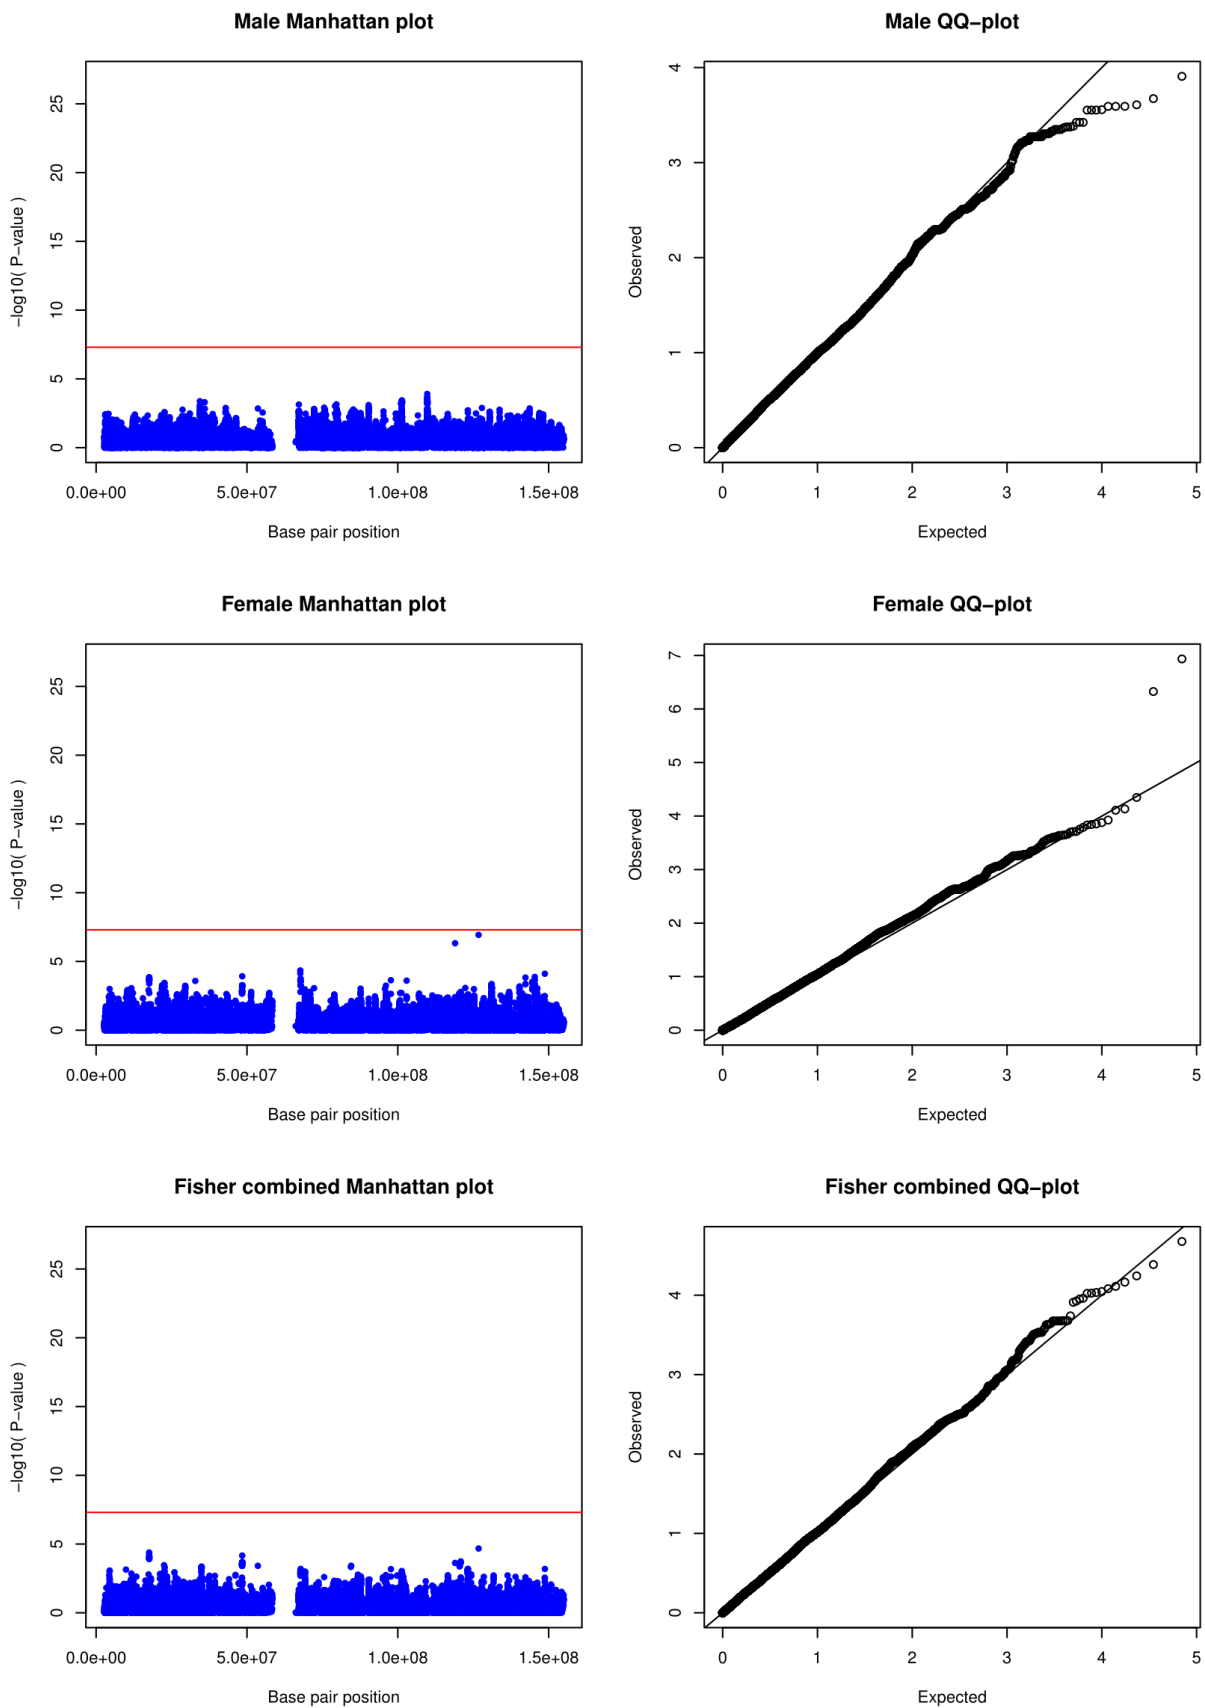 Male Manhattan plot
−log10( P−value )
25
20
15
10
5
0
0.0e+00 5.0e+07 1.0e+08 1.5e+08
Base pair position
Male QQ−plot
Observed
4
3
2
1
0
0 1 2 3 4 5
Expected
Female Manhattan plot
−log10( P−value )
25
20
15
10
5
0
0.0e+00 5.0e+07 1.0e+08 1.5e+08
Base pair position
Female QQ−plot
Observed
7
6
5
4
3
2
1
0
0 1 2 3 4 5
Expected
Fisher combined Manhattan plot
−log10( P−value )
25
20
15
10
5
0
0.0e+00 5.0e+07 1.0e+08 1.5e+08
Base pair position
Fisher combined QQ−plot
Observed
4
3
2
1
0
0 1 2 3 4 5
Expected